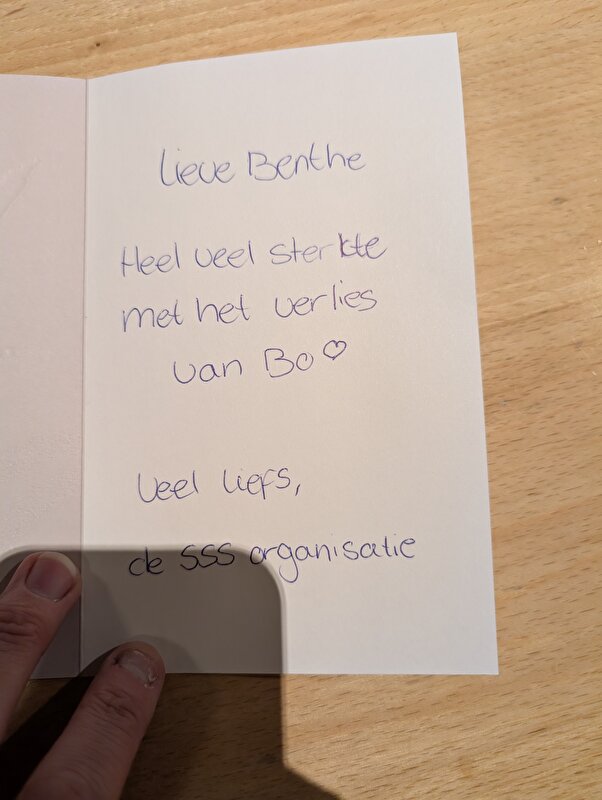 Lieve Benthe
Heel veel sterkte
met het verlies
van Bo♡
Veel liefs,
de SSS organisatie